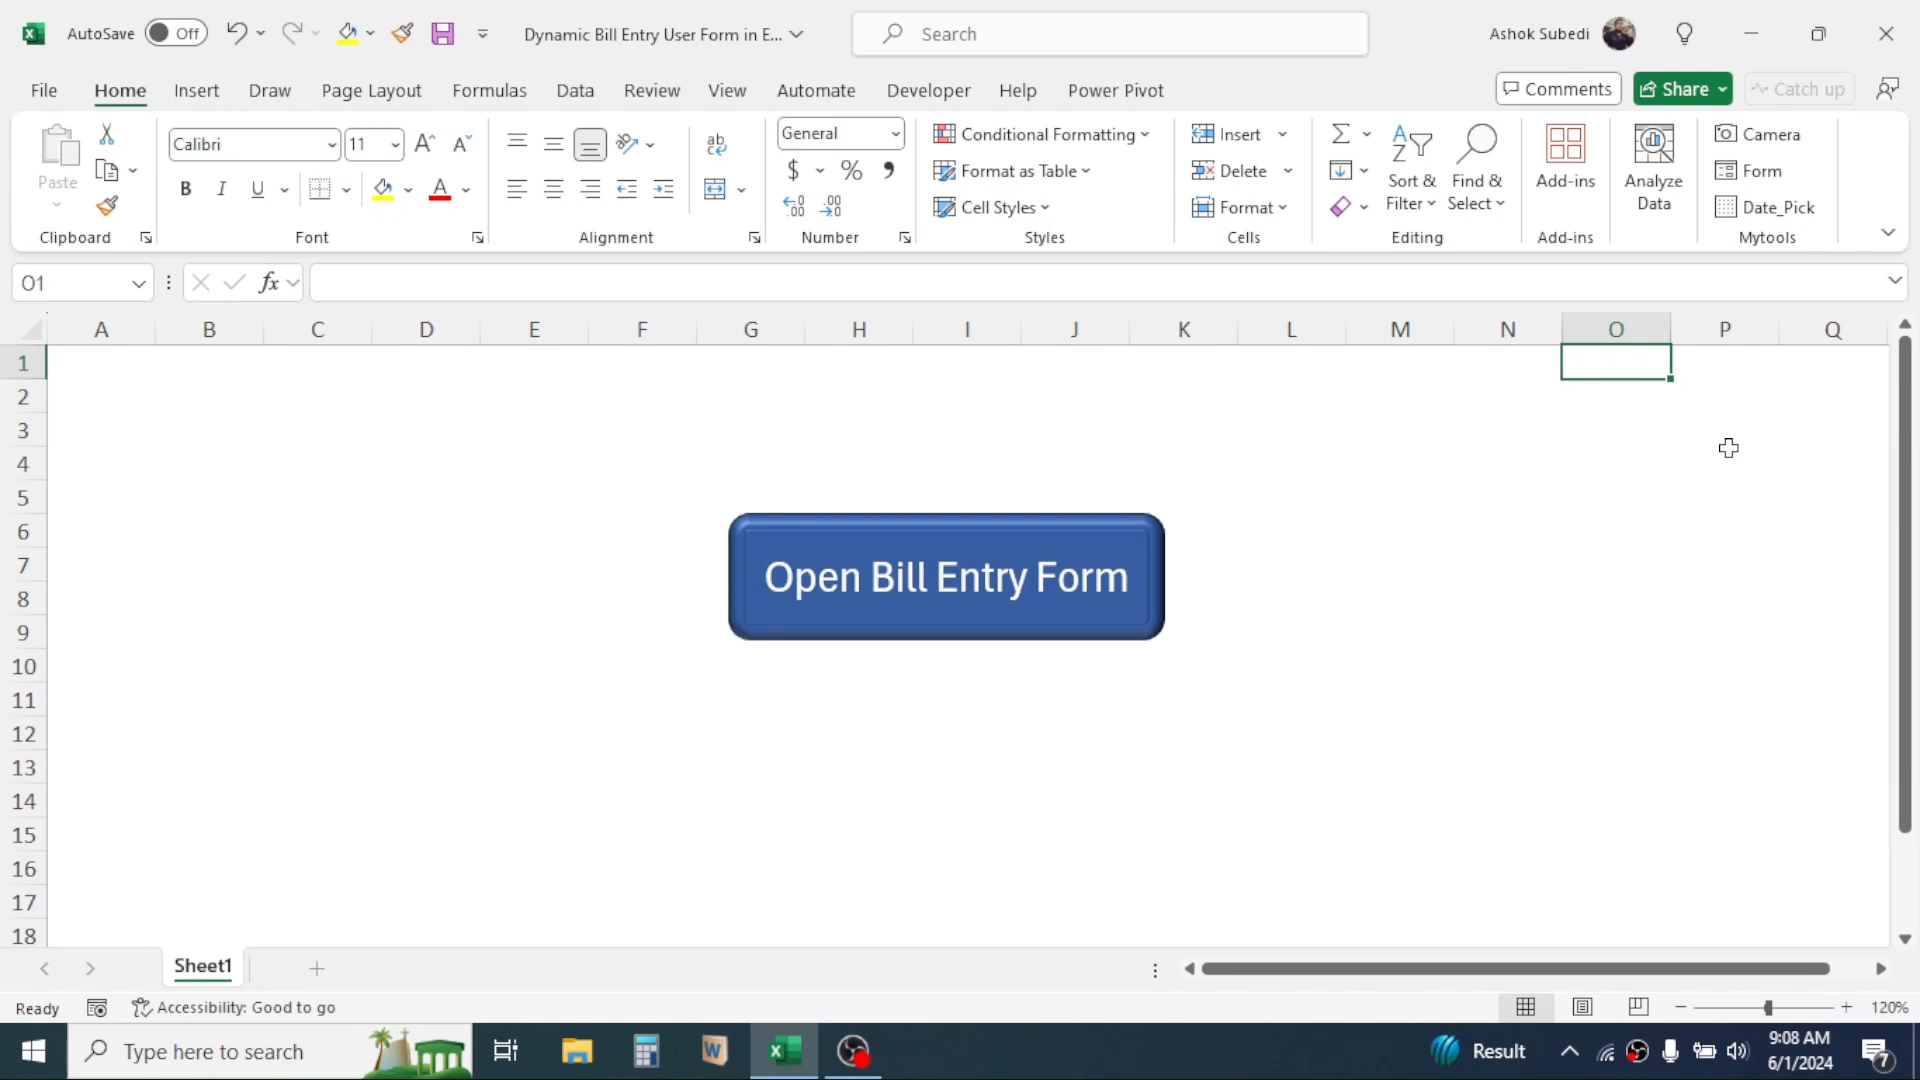 AutoSave Off Dynamic Bill Entry User Form in E... Search Ashok Subedi
File Home Insert Draw Page Layout Formulas Data Review View Automate Developer Help Power Pivot Comments Share Catch up
Calibri 11 General Conditional Formatting Insert Camera
Paste $ % Format as Table Delete Sort & Filter Find & Select Add-ins Analyze Data Form
B I U A Cell Styles Format Date_Pick
Clipboard Font Alignment Number Styles Cells Editing Add-ins Mytools
O1 fx
A B C D E F G H I J K L M N O P Q
1
2
3
4
5
6
7
Open Bill Entry Form
8
9
10
11
12
13
14
15
16
17
18
Sheet1
Ready Accessibility: Good to go 120%
Type here to search Result 9:08 AM
6/1/2024 7